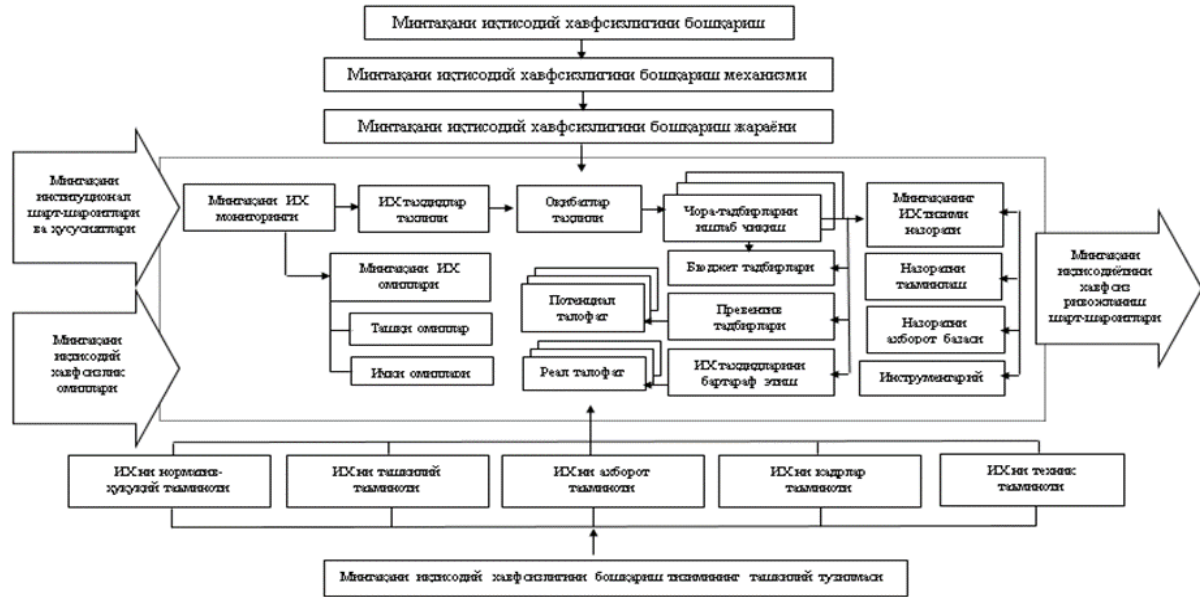 Минтақани иқтисодий хавфсизлигини бошқариш
Минтақани иқтисодий хавфсизлигини бошқариш механизми
Минтақани иқтисодий хавфсизлигини бошқариш жараёни
Минтақани
институционал
шарт-шароитлари
ва ҳусусиятлари
Минтақани ИХ
мониторинги
ИХ таҳдидлар
таҳлили
Оқибатлар
таҳлили
Чора-тадбирларни
ишлаб чиқиш
Минтақанинг
ИХ тизими
назорати
Минтақани ИХ
омиллари
Ташқи омиллар
Ички омиллари
Потенциал
талофат
Реал талофат
Бюджет тадбирлари
Превентив
тадбирлари
ИХ таҳдидларини
бартараф этиш
Назоратни
таъминлаш
Назоратни
ахборот базаси
Инструментарий
Минтақани
иқтисодиётини
хавфсиз
ривожланиш
шарт-шароитлари
Минтақани
иқтисодий
хавфсизлик
омиллари
ИХ ни норматив-
ҳуқуқий таъминоти
ИХ ни ташкилий
таъминоти
ИХ ни ахборот
таъминоти
ИХ ни кадрлар
таъминоти
ИХ ни техник
таъминоти
Минтақани иқтисодий хавфсизлигини бошқариш тизимининг ташкилий тузилмаси